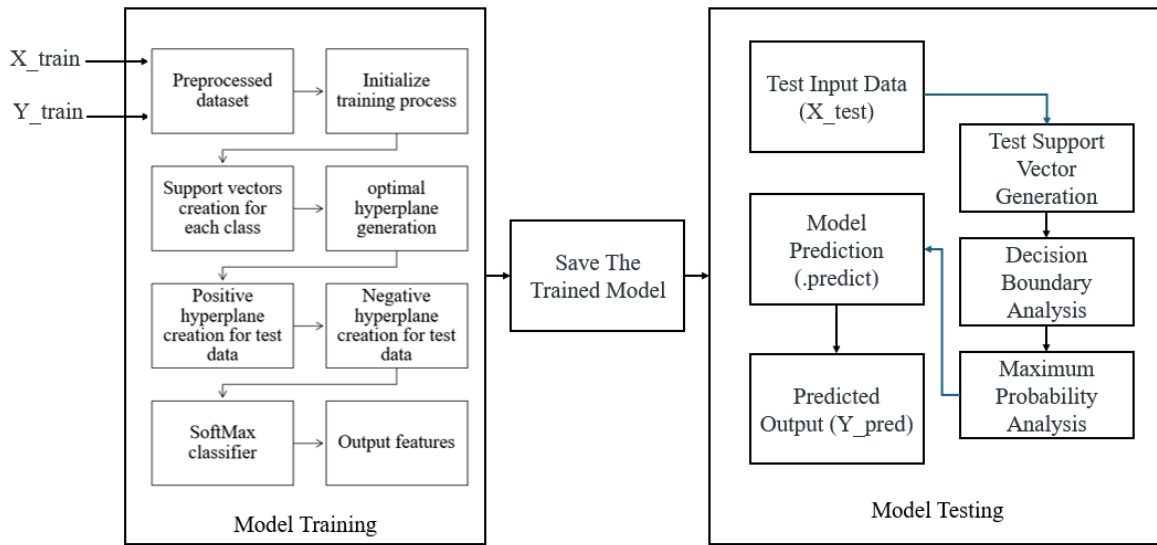 X_train
Y_train
Preprocessed
dataset
Initialize
training process
Support vectors
creation for
each class
optimal
hyperplane
generation
Positive
hyperplane
creation for test
data
Negative
hyperplane
creation for test
data
SoftMax
classifier
Output features
Model Training
Save The
Trained Model
Test Input Data
(X_test)
Test Support
Vector
Generation
Model
Prediction
(.predict)
Decision
Boundary
Analysis
Predicted
Output (Y_pred)
Maximum
Probability
Analysis
Model Testing